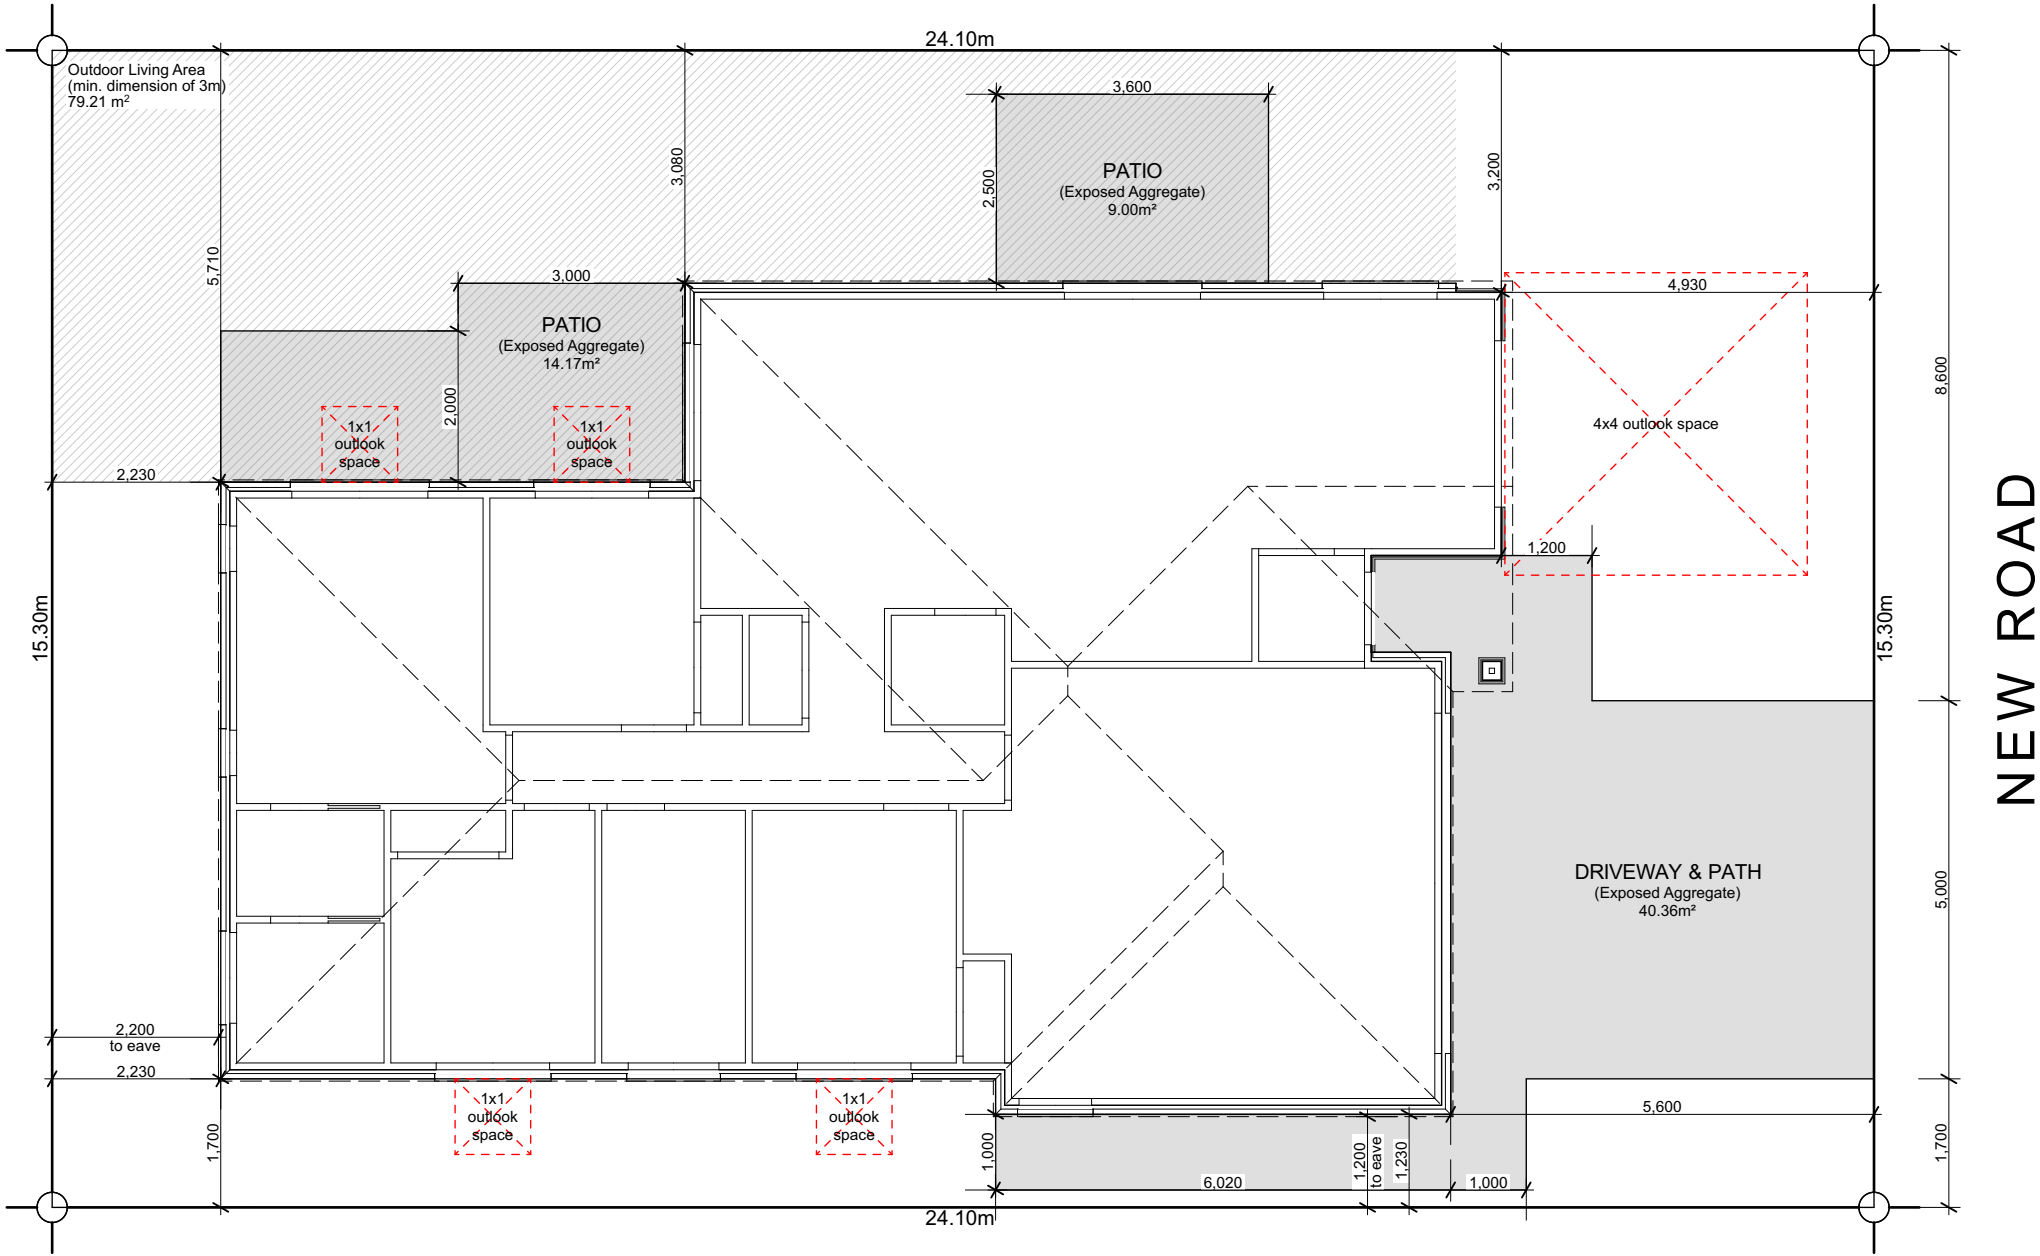 24.10m
Outdoor Living Area
(min. dimension of 3m)
79.21 m²
3,600
3,080
2,500
PATIO
(Exposed Aggregate)
9.00m²
3,200
5,710
3,000
4,930
PATIO
(Exposed Aggregate)
14.17m²
2,000
8,600
1x1
outlook
space
1x1
outlook
space
4x4 outlook space
2,230
1,200
15.30m
15.30m
NEW ROAD
DRIVEWAY & PATH
(Exposed Aggregate)
40.36m²
5,000
2,200
to eave
2,230
1x1
outlook
space
1x1
outlook
space
5,600
1,700
1,000
1,200
to eave
1,230
1,700
6,020
1,000
24.10m